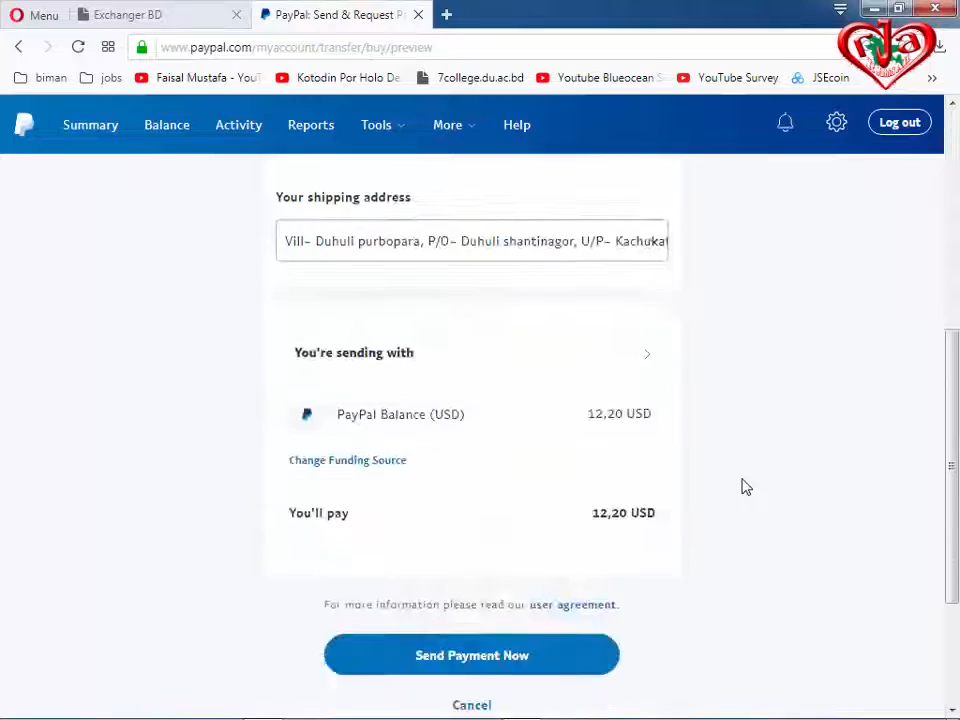 Menu
Exchanger BD
PayPal: Send & Request P
www.paypal.com/myaccount/transfer/buy/preview
biman
jobs
Faisal Mustafa - YouT
Kotodin Por Holo De
7college.du.ac.bd
Youtube Blueocean S
YouTube Survey
JSEcoin
Summary
Balance
Activity
Reports
Tools
More
Help
Log out
Your shipping address
Vill- Duhuli purbopara, P/O- Duhuli shantinagor, U/P- Kachukat
You're sending with
PayPal Balance (USD)
12,20 USD
Change Funding Source
You'll pay
12,20 USD
For more information please read our user agreement.
Send Payment Now
Cancel